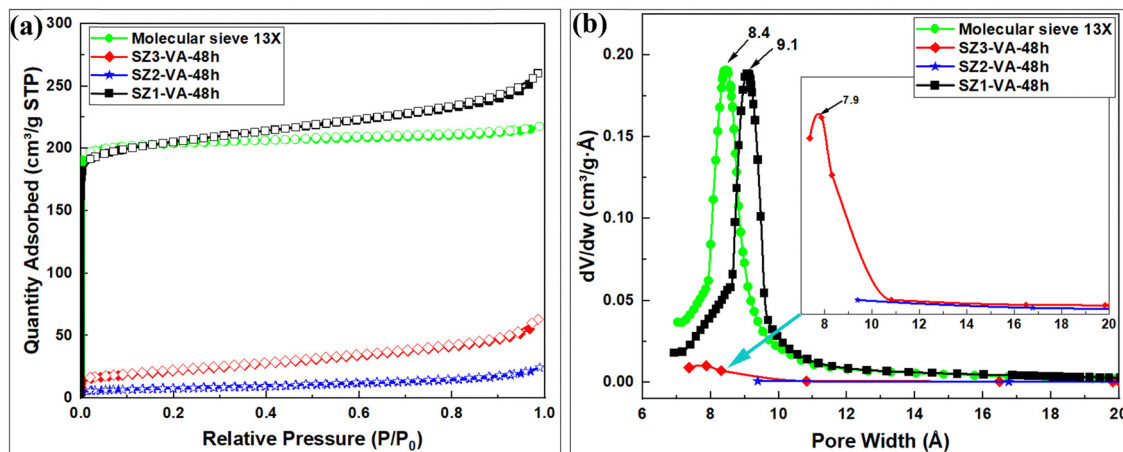 (a)
Quantity Adsorbed (cm³/g STP)
300
250
200
150
100
50
0
Molecular sieve 13X
SZ3-VA-48h
SZ2-VA-48h
SZ1-VA-48h
0.0 0.2 0.4 0.6 0.8 1.0
Relative Pressure (P/P₀)
(b)
dV/dw (cm³/g·Å)
0.20
0.15
0.10
0.05
0.00
8.4
9.1
Molecular sieve 13X
SZ3-VA-48h
SZ2-VA-48h
SZ1-VA-48h
7.9
8 10 12 14 16 18 20
6 8 10 12 14 16 18 20
Pore Width (Å)